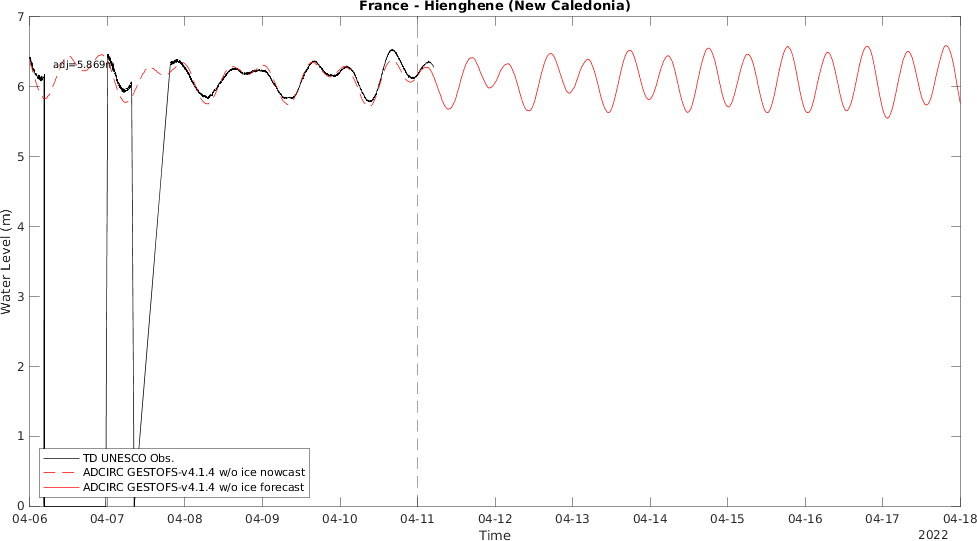 France - Hienghene (New Caledonia)
7
6
5
4
3
2
1
0
Water Level (m)
adj=5.869m
TD UNESCO Obs.
ADCIRC GESTOFS-v4.1.4 w/o ice nowcast
ADCIRC GESTOFS-v4.1.4 w/o ice forecast
04-06 04-07 04-08 04-09 04-10 04-11 04-12 04-13 04-14 04-15 04-16 04-17 04-18
Time
2022